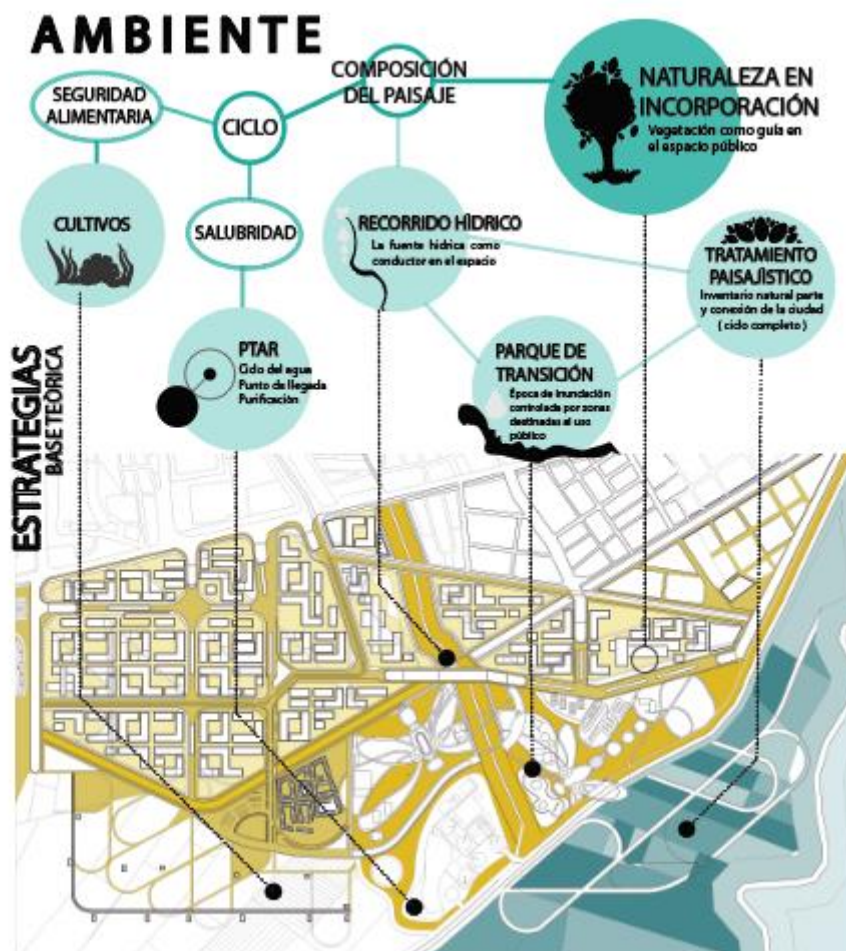 AMBIENTE
SEGURIDAD
ALIMENTARIA
CICLO
COMPOSICIÓN
DEL PAISAJE
NATURALEZA EN
INCORPORACIÓN
Vegetación como guía en
el espacio público
CULTIVOS
SALUBRIDAD
RECORRIDO HÌDRICO
La fuente hídrica como
conductor en el espacio
TRATAMIENTO
PAISAJÌSTICO
Inventario natural parte
y conexión de la ciudad
( ciclo completo )
PTAR
Ciclo del agua
Punto de llegada
Purificación
PARQUE DE
TRANSICIÓN
Época de inundación
controlada por zonas
destinadas al uso
público
ESTRATEGIAS
BASE TEÓRICA